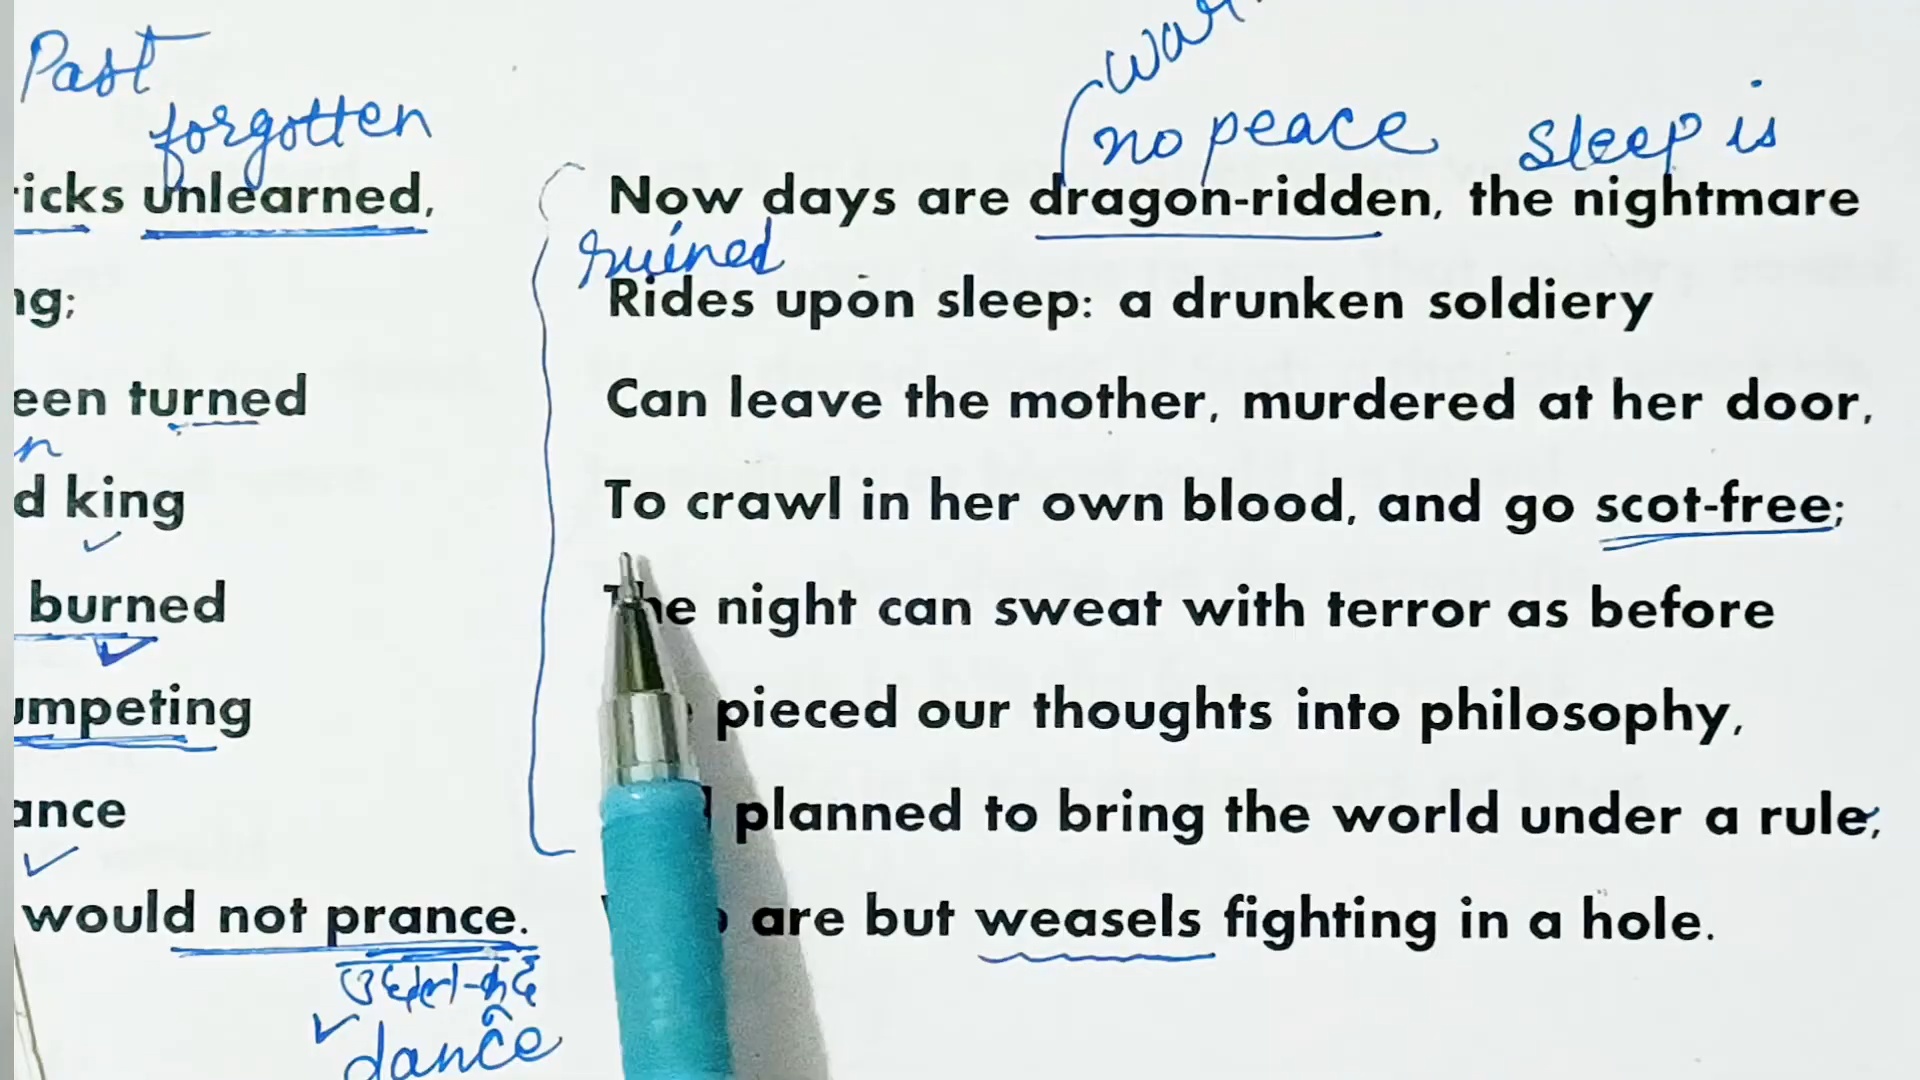 Past
forgotten
icks unlearned,
ng;
een turned
n
d king
burned
umpeting
ance
would not prance.
उछल-कूद
dance
war
no peace sleep is
Now days are dragon-ridden, the nightmare
ruined
Rides upon sleep: a drunken soldiery
Can leave the mother, murdered at her door,
To crawl in her own blood, and go scot-free;
The night can sweat with terror as before
pieced our thoughts into philosophy,
planned to bring the world under a rule,
are but weasels fighting in a hole.